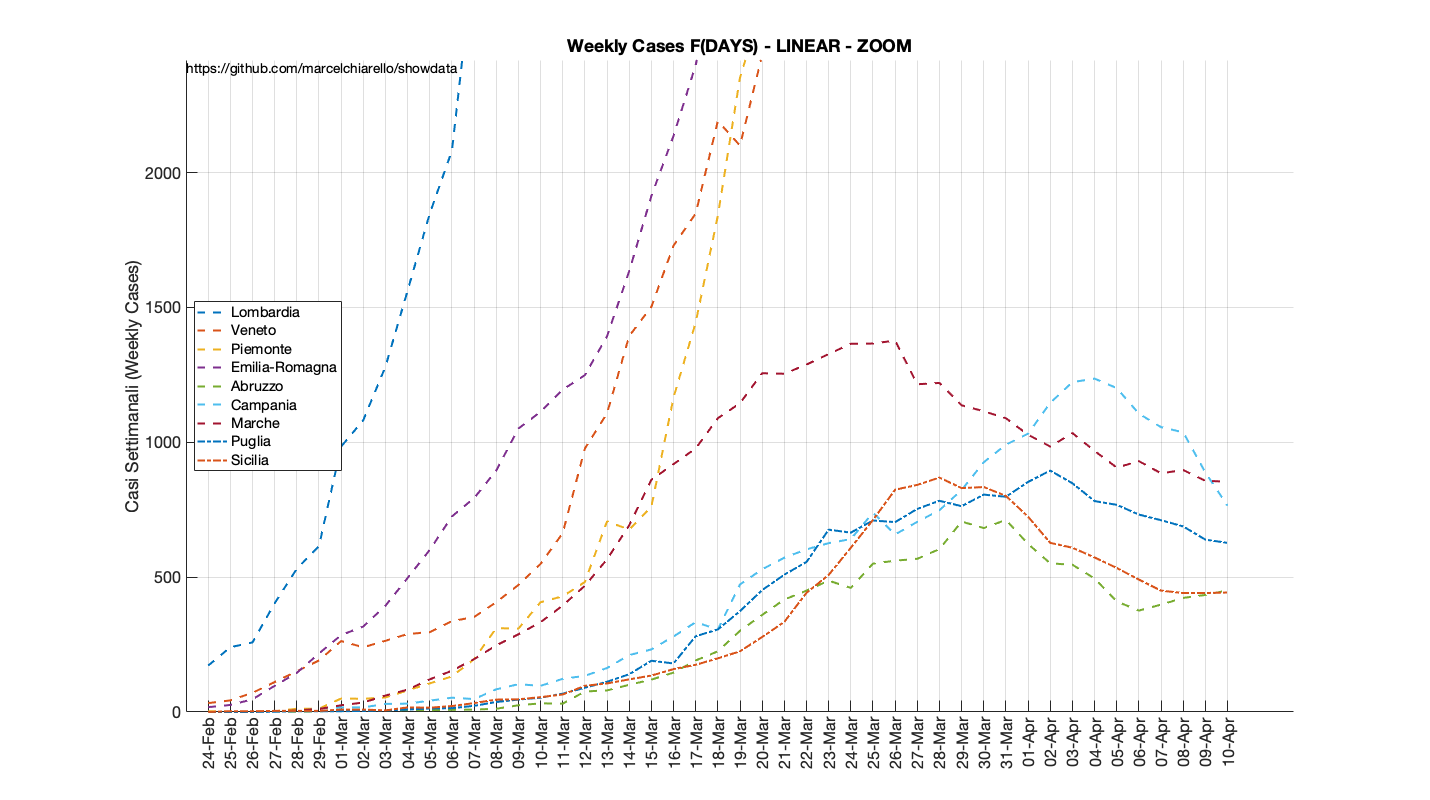 Weekly Cases F(DAYS) - LINEAR - ZOOM
https://github.com/marcelchiarello/showdata
Casi Settimanali (Weekly Cases)
2000
1500
1000
500
0
Lombardia
Veneto
Piemonte
Emilia-Romagna
Abruzzo
Campania
Marche
Puglia
Sicilia
24-Feb
25-Feb
26-Feb
27-Feb
28-Feb
29-Feb
01-Mar
02-Mar
03-Mar
04-Mar
05-Mar
06-Mar
07-Mar
08-Mar
09-Mar
10-Mar
11-Mar
12-Mar
13-Mar
14-Mar
15-Mar
16-Mar
17-Mar
18-Mar
19-Mar
20-Mar
21-Mar
22-Mar
23-Mar
24-Mar
25-Mar
26-Mar
27-Mar
28-Mar
29-Mar
30-Mar
31-Mar
01-Apr
02-Apr
03-Apr
04-Apr
05-Apr
06-Apr
07-Apr
08-Apr
09-Apr
10-Apr